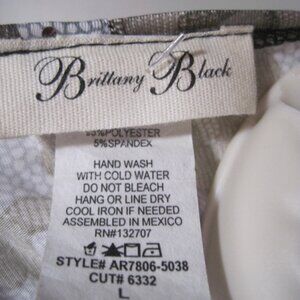 Brittany Black
95%POLYESTER
5%SPANDEX
HAND WASH
WITH COLD WATER
DO NOT BLEACH
HANG OR LINE DRY
COOL IRON IF NEEDED
ASSEMBLED IN MEXICO
RN#132707
STYLE# AR7806-5038
CUT# 6332
L